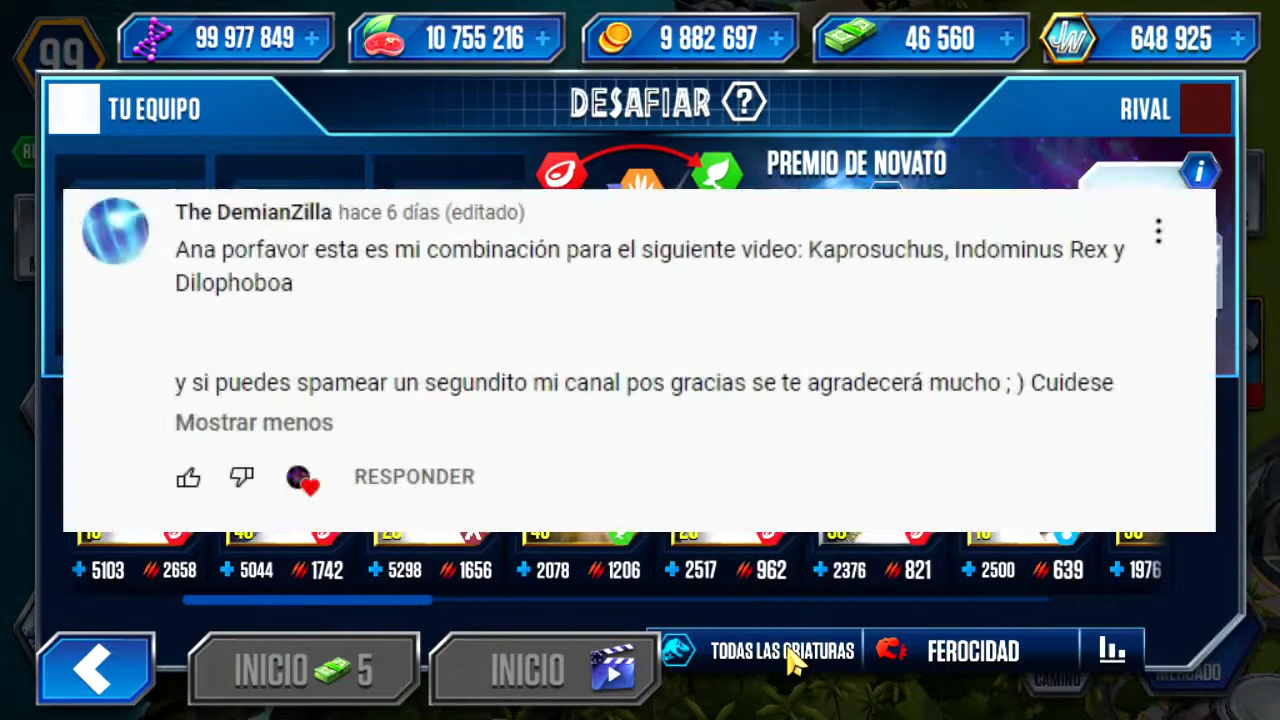 99
99 977 849
10 755 216
9 882 697
46 560
JW
648 925
TU EQUIPO
DESAFIAR ?
RIVAL
PREMIO DE NOVATO
i
The DemianZilla hace 6 días (editado)
Ana porfavor esta es mi combinación para el siguiente video: Kaprosuchus, Indominus Rex y
Dilophoboa
y si puedes spamear un segundito mi canal pos gracias se te agradecerá mucho ; ) Cuidese
Mostrar menos
RESPONDER
5103 2658 5044 1742 5298 1656 2078 1206 2517 962 2376 821 2500 639 1976
INICIO 5
INICIO
TODAS LAS CRIATURAS
FEROCIDAD
CAMINO
MERCADO